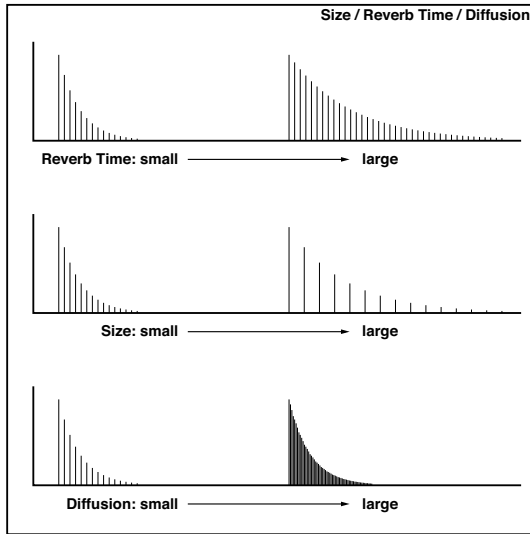 Size / Reverb Time / Diffusion
Reverb Time: small large
Size: small large
Diffusion: small large